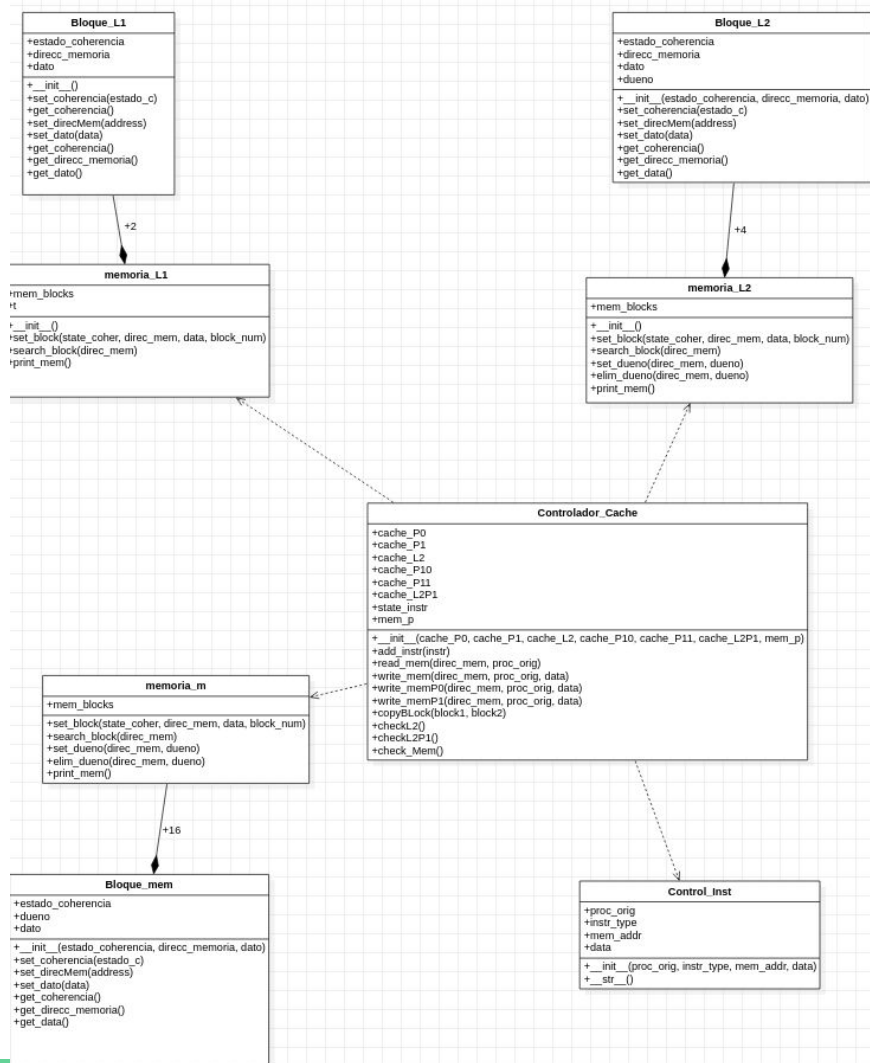 Bloque_L1
+estado_coherencia
+direcc_memoria
+dato
+__init__()
+set_coherencia(estado_c)
+get_coherencia()
+set_direcMem(address)
+set_dato(data)
+get_coherencia()
+get_direcc_memoria()
+get_dato()
+2
memoria_L1
+mem_blocks
+t
+__init__()
+set_block(state_coher, direc_mem, data, block_num)
+search_block(direc_mem)
+print_mem()
Bloque_L2
+estado_coherencia
+direcc_memoria
+dato
+dueno
+__init__(estado_coherencia, direcc_memoria, dato)
+set_coherencia(estado_c)
+set_direcMem(address)
+set_dato(data)
+get_coherencia()
+get_direcc_memoria()
+get_data()
+4
memoria_L2
+mem_blocks
+__init__()
+set_block(state_coher, direc_mem, data, block_num)
+search_block(direc_mem)
+set_dueno(direc_mem, dueno)
+elim_dueno(direc_mem, dueno)
+print_mem()
Controlador_Cache
+cache_P0
+cache_P1
+cache_L2
+cache_P10
+cache_P11
+cache_L2P1
+state_instr
+mem_p
+__init__(cache_P0, cache_P1, cache_L2, cache_P10, cache_P11, cache_L2P1, mem_p)
+add_instr(instr)
+read_mem(direc_mem, proc_orig)
+write_mem(direc_mem, proc_orig, data)
+write_memP0(direc_mem, proc_orig, data)
+write_memP1(direc_mem, proc_orig, data)
+copyBLock(block1, block2)
+checkL2()
+checkL2P1()
+check_Mem()
memoria_m
+mem_blocks
+set_block(state_coher, direc_mem, data, block_num)
+search_block(direc_mem)
+set_dueno(direc_mem, dueno)
+elim_dueno(direc_mem, dueno)
+print_mem()
+16
Bloque_mem
+estado_coherencia
+dueno
+dato
+__init__(estado_coherencia, direcc_memoria, dato)
+set_coherencia(estado_c)
+set_direcMem(address)
+set_dato(data)
+get_coherencia()
+get_direcc_memoria()
+get_data()
Control_Inst
+proc_orig
+instr_type
+mem_addr
+data
+__init__(proc_orig, instr_type, mem_addr, data)
+__str__()